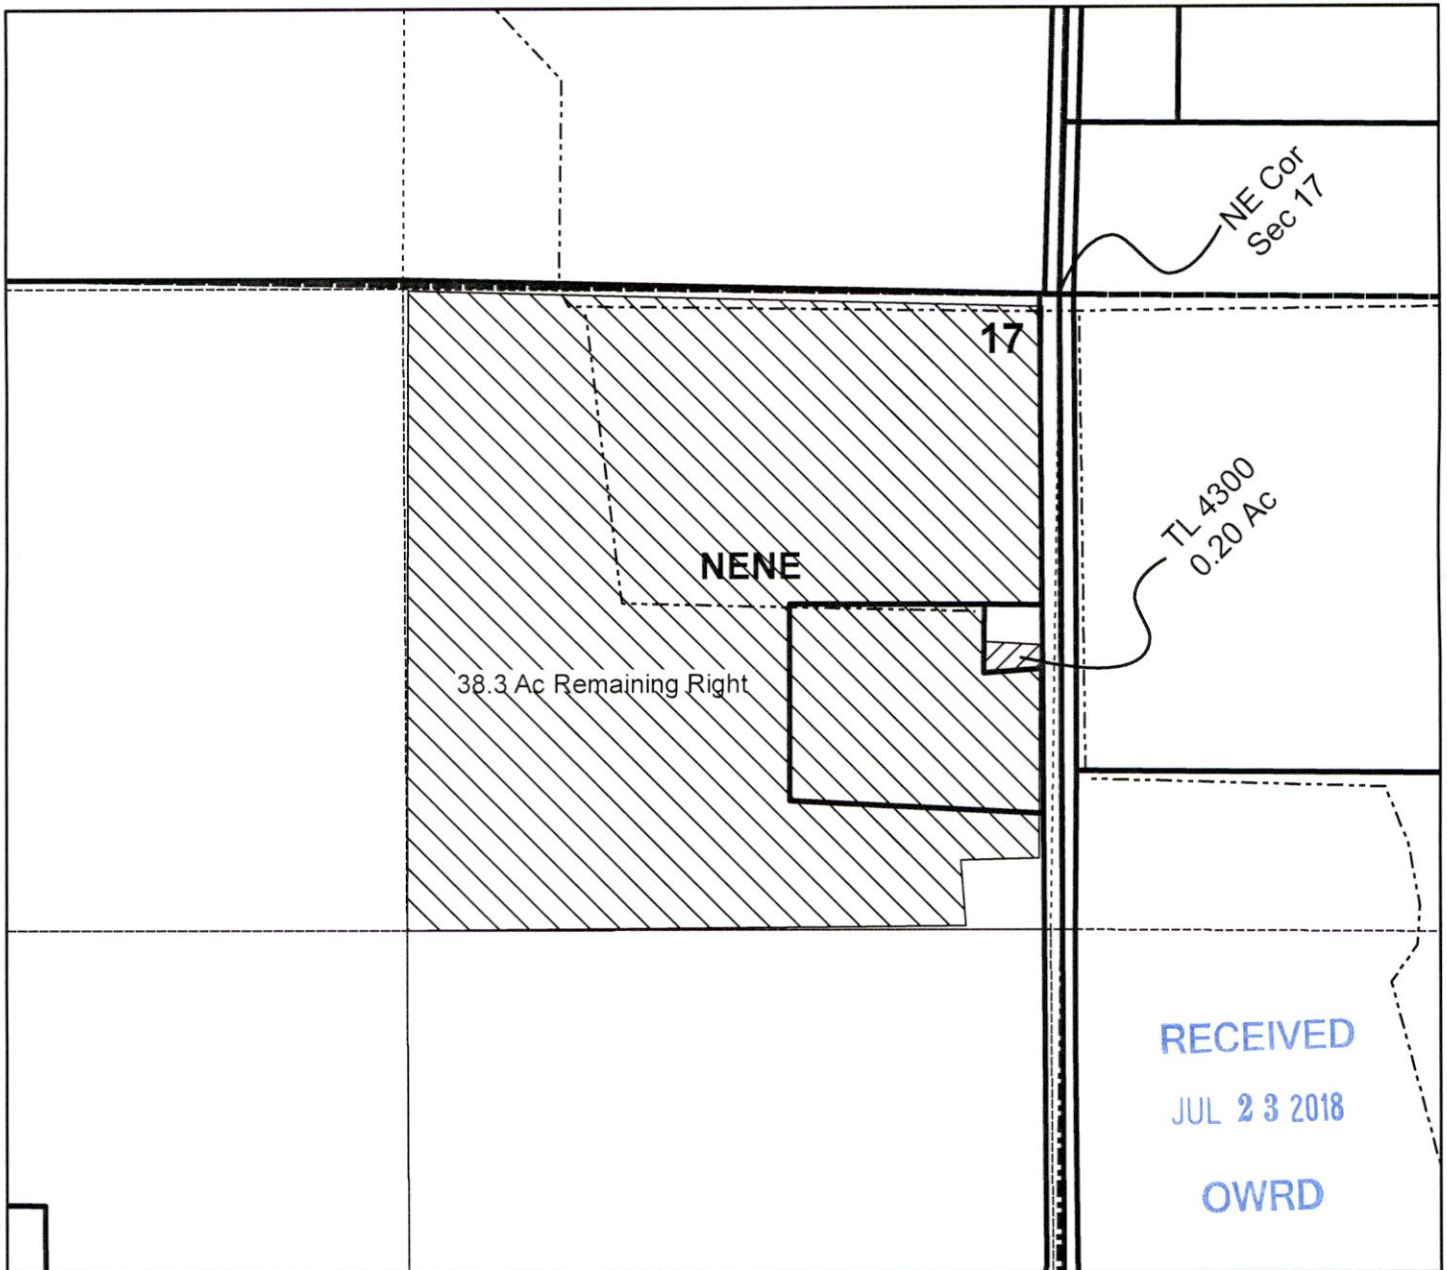 NE Cor
Sec 17
17
TL 4300
0.20 Ac
NENE
38.3 Ac Remaining Right
RECEIVED
JUL 23 2018
OWRD